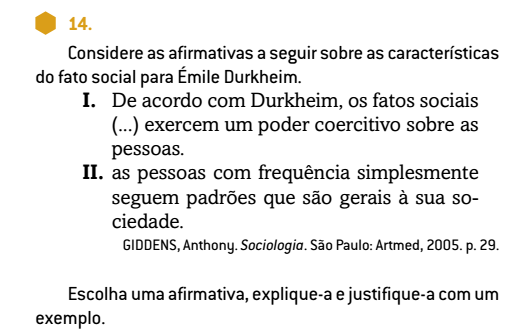 14.
Considere as afirmativas a seguir sobre as características
do fato social para Émile Durkheim.
I. De acordo com Durkheim, os fatos sociais
(...) exercem um poder coercitivo sobre as
pessoas.
II. as pessoas com frequência simplesmente
seguem padrões que são gerais à sua so-
ciedade.
GIDDENS, Anthony. Sociologia. São Paulo: Artmed, 2005. p. 29.
Escolha uma afirmativa, explique-a e justifique-a com um
exemplo.